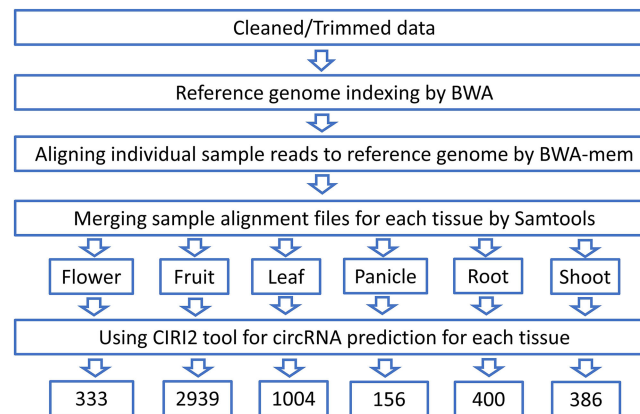 Cleaned/Trimmed data
Reference genome indexing by BWA
Aligning individual sample reads to reference genome by BWA-mem
Merging sample alignment files for each tissue by Samtools
Flower Fruit Leaf Panicle Root Shoot
Using CIRI2 tool for circRNA prediction for each tissue
333 2939 1004 156 400 386